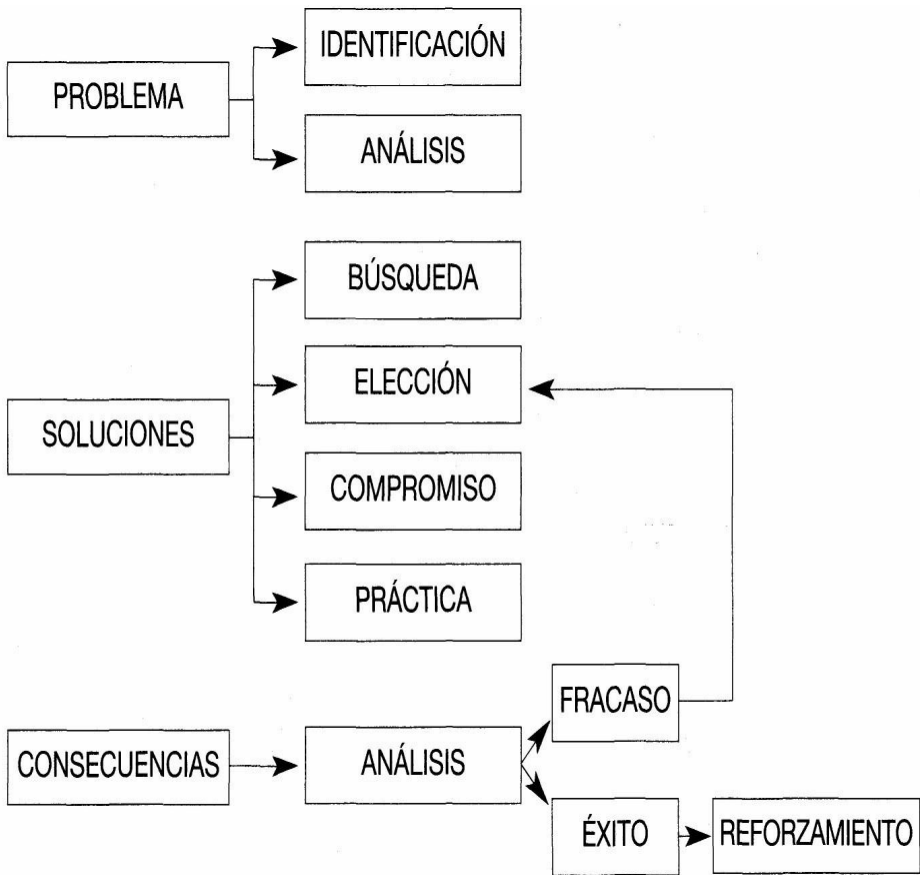 IDENTIFICACIÓN
PROBLEMA
ANÁLISIS
BÚSQUEDA
ELECCIÓN
SOLUCIONES
COMPROMISO
PRÁCTICA
FRACASO
CONSECUENCIAS
ANÁLISIS
ÉXITO
REFORZAMIENTO